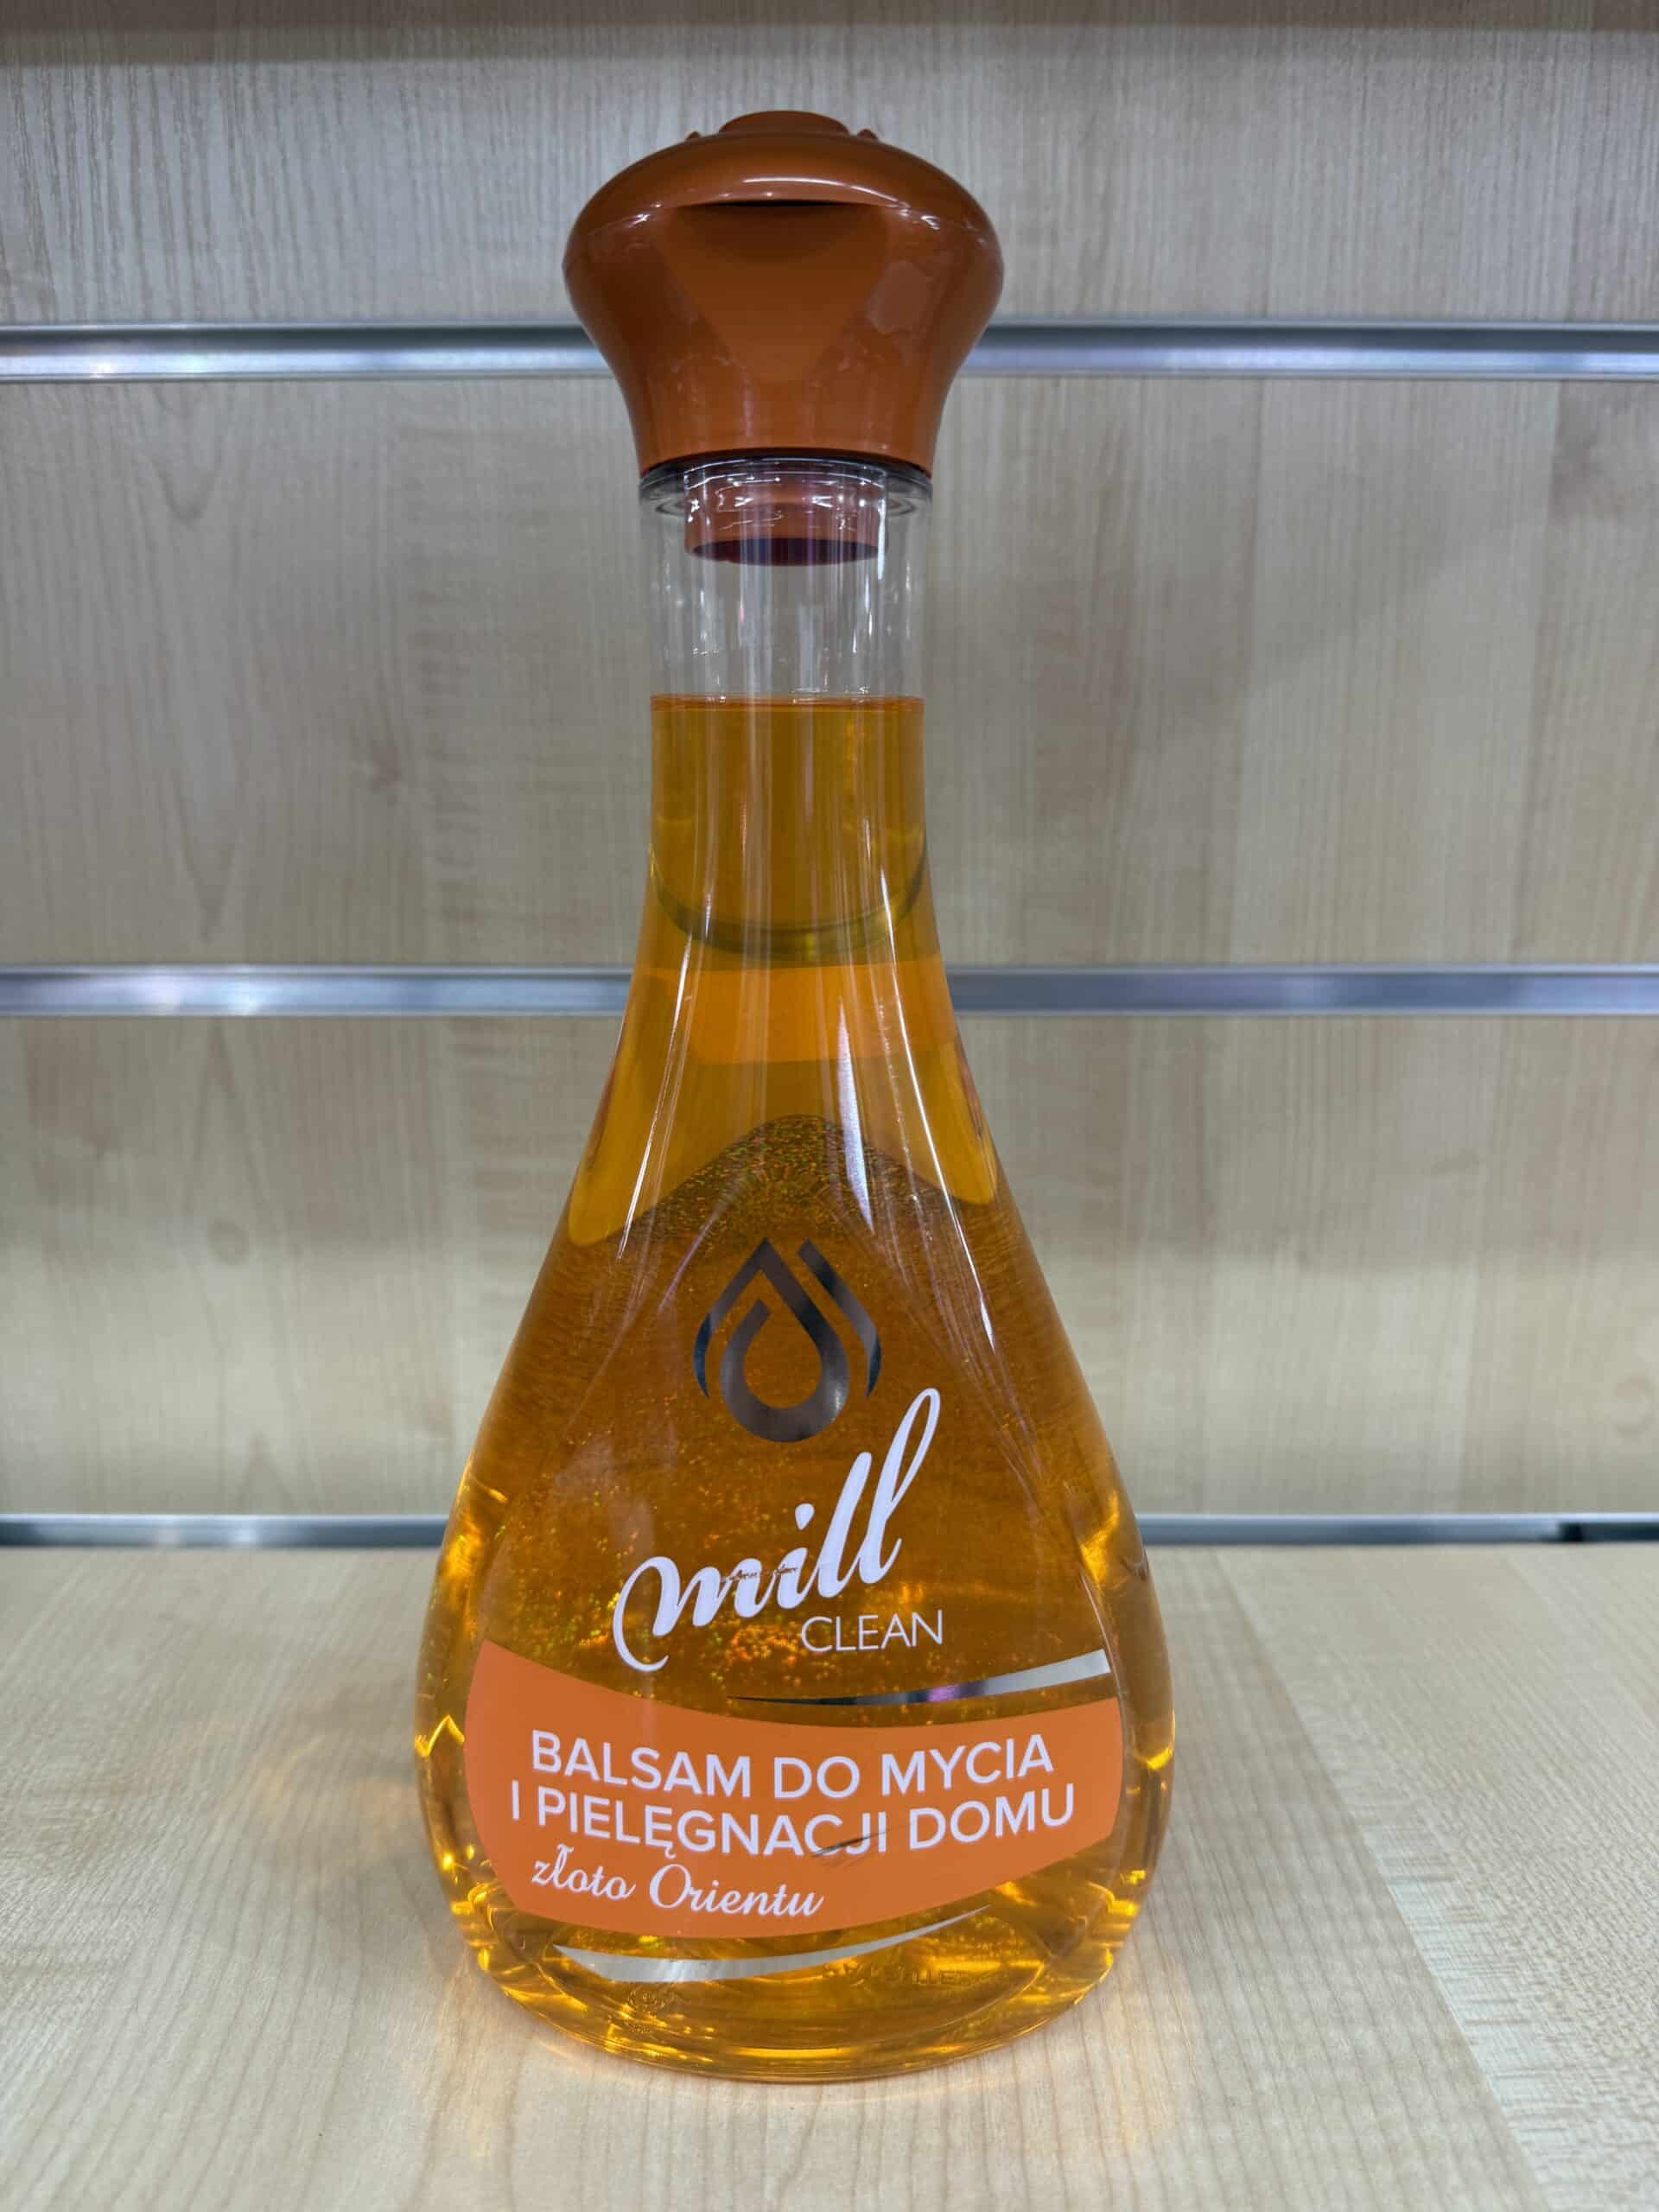 mill
CLEAN
BALSAM DO MYCIA
I PIELĘGNACJI DOMU
złoto Orientu